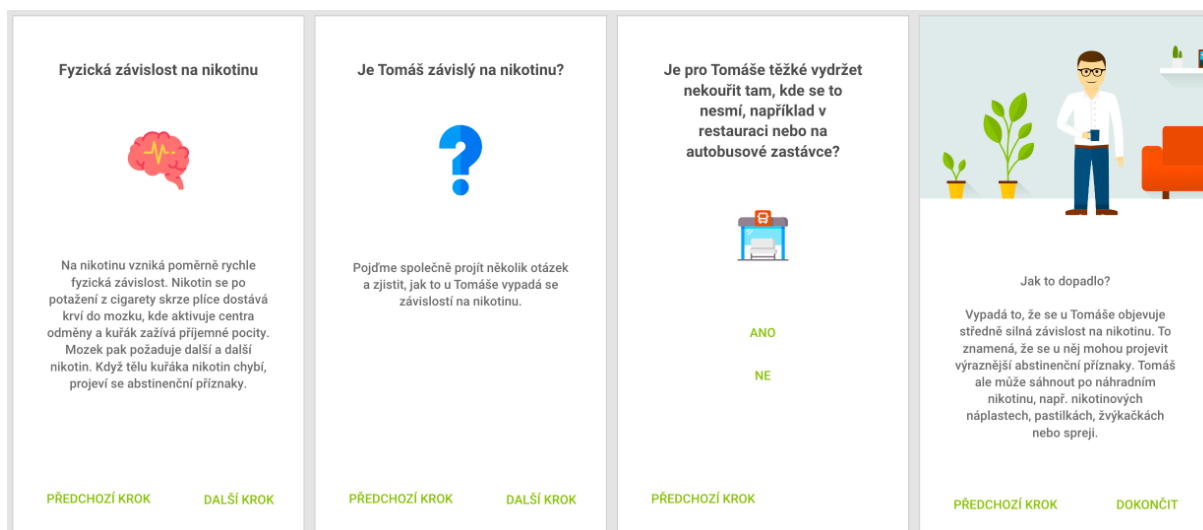 Fyzická závislost na nikotinu
Na nikotinu vzniká poměrně rychle
fyzická závislost. Nikotin se po
potažení z cigarety skrze plíce dostává
krví do mozku, kde aktivuje centra
odměny a kuřák zažívá příjemné pocity.
Mozek pak požaduje další a další
nikotin. Když tělu kuřáka nikotin chybí,
projeví se abstinenční příznaky.
PŘEDCHOZÍ KROK
DALŠÍ KROK
Je Tomáš závislý na nikotinu?
Pojďme společně projít několik otázek
a zjistit, jak to u Tomáše vypadá se
závislostí na nikotinu.
PŘEDCHOZÍ KROK
DALŠÍ KROK
Je pro Tomáše těžké vydržet
nekouřit tam, kde se to
nesmí, například v
restauraci nebo na
autobusové zastávce?
ANO
NE
PŘEDCHOZÍ KROK
Jak to dopadlo?
Vypadá to, že se u Tomáše objevuje
středně silná závislost na nikotinu. To
znamená, že se u něj mohou projevit
výraznější abstinenční příznaky. Tomáš
ale může sáhnout po náhradním
nikotinu, např. nikotinových
náplastech, pastilkách, žvýkačkách
nebo spreji.
PŘEDCHOZÍ KROK
DOKONČIT